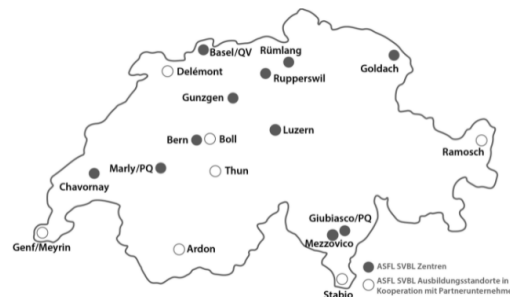 Basel/QV
Rümlang
Goldach
Delémont
Rupperswil
Gunzgen
Luzern
Bern
Boll
Ramosch
Marly/PQ
Thun
Chavornay
Giubiasco/PQ
Genf/Meyrin
Ardon
Mezzovico
ASFL SVBL Zentren
ASFL SVBL Ausbildungsstandorte in
Kooperation mit Partnerunternehme
Stabio